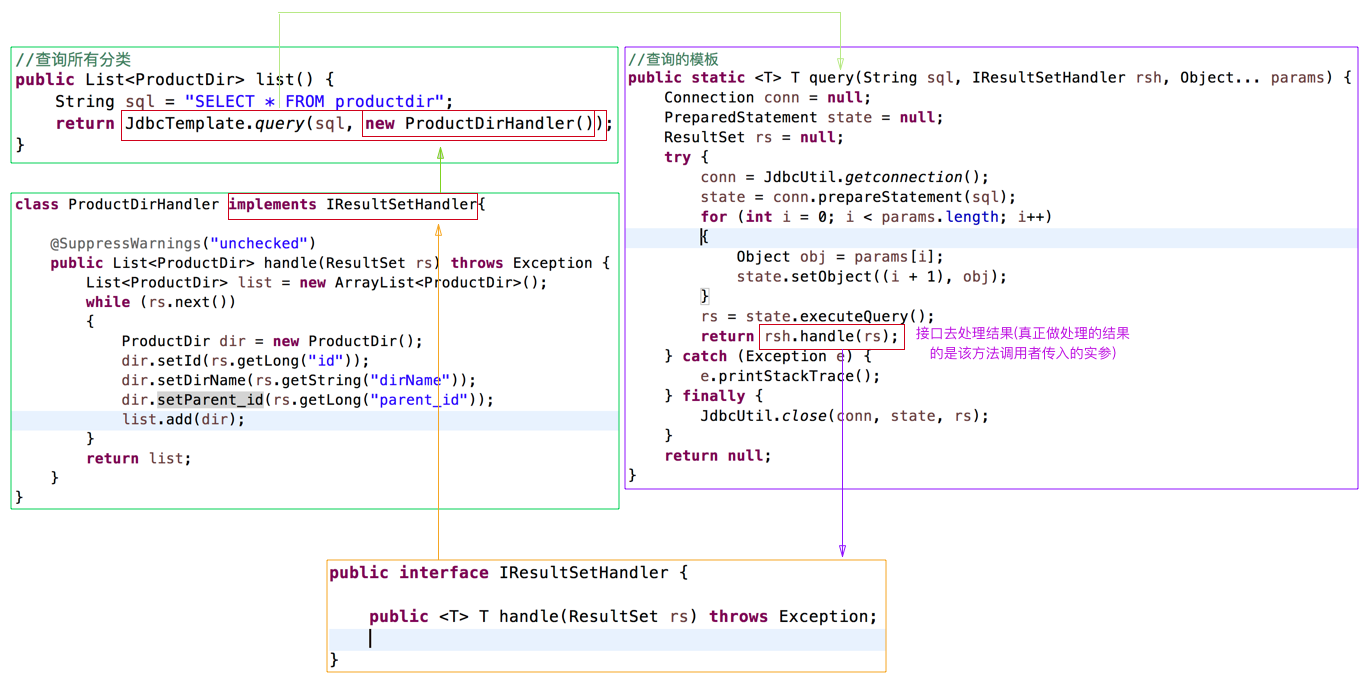 //查询所有分类
public List<ProductDir> list() {
    String sql = "SELECT * FROM productdir";
    return JdbcTemplate.query(sql, new ProductDirHandler());
}
class ProductDirHandler implements IResultSetHandler{
    @SuppressWarnings("unchecked")
    public List<ProductDir> handle(ResultSet rs) throws Exception {
        List<ProductDir> list = new ArrayList<ProductDir>();
        while (rs.next())
        {
            ProductDir dir = new ProductDir();
            dir.setId(rs.getLong("id"));
            dir.setDirName(rs.getString("dirName"));
            dir.setParent_id(rs.getLong("parent_id"));
            list.add(dir);
        }
        return list;
    }
}
//查询的模板
public static <T> T query(String sql, IResultSetHandler rsh, Object... params) {
    Connection conn = null;
    PreparedStatement state = null;
    ResultSet rs = null;
    try {
        conn = JdbcUtil.getconnection();
        state = conn.prepareStatement(sql);
        for (int i = 0; i < params.length; i++)
        {
            Object obj = params[i];
            state.setObject((i + 1), obj);
        }
        rs = state.executeQuery();
        return rsh.handle(rs);
接口去处理结果(真正做处理的结果
的是该方法调用者传入的实参)
    } catch (Exception e) {
        e.printStackTrace();
    } finally {
        JdbcUtil.close(conn, state, rs);
    }
    return null;
}
public interface IResultSetHandler {
    public <T> T handle(ResultSet rs) throws Exception;
}